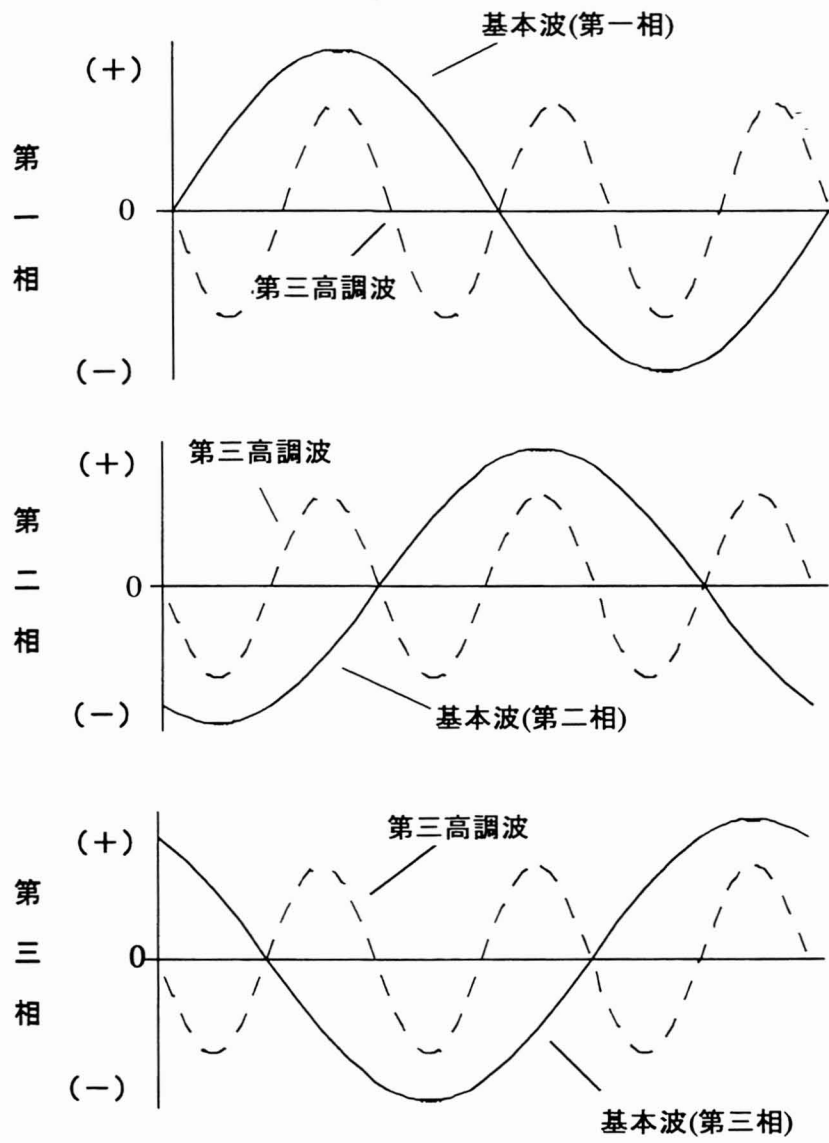 基本波(第一相)
(+)
第一相
0
第三高調波
(-)
第三高調波
(+)
第二相
0
(-)
基本波(第二相)
第三高調波
(+)
第三相
0
(-)
基本波(第三相)